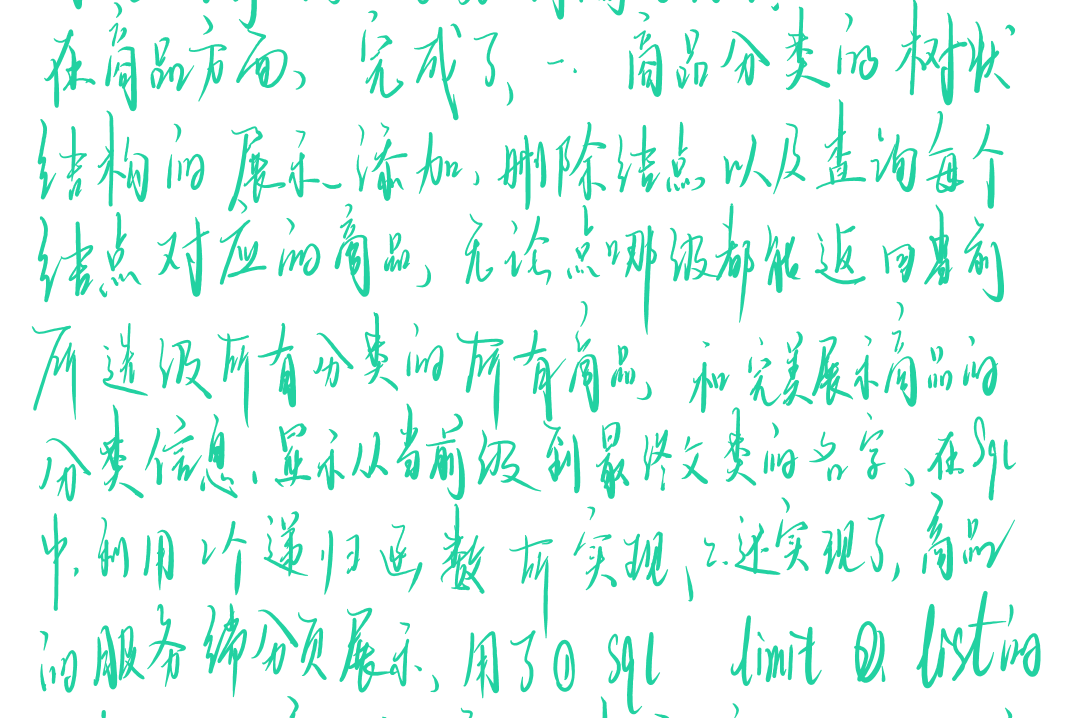 在商品方面、完成了、一. 商品分类的树状
结构的展示、添加、删除结点以及查询每个
结点对应的商品, 无论点哪级都能返回当前
所选级所有分类的所有商品, 和完美展示商品的
分类信息. 显示从当前级到最终分类的名字、在Sql
中. 利用2个递归函数所实现, 2.还实现了, 商品
的服务端分页展示, 用了① sql limit ② list的